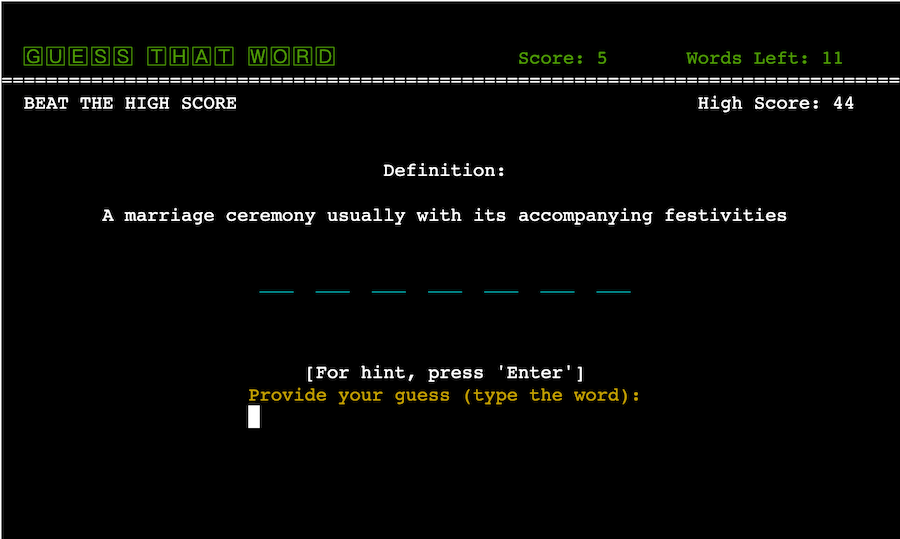 GUESS THAT WORD Score: 5 Words Left: 11
================================================================================
BEAT THE HIGH SCORE High Score: 44
Definition:
A marriage ceremony usually with its accompanying festivities
___ ___ ___ ___ ___ ___ ___
[For hint, press 'Enter']
Provide your guess (type the word):